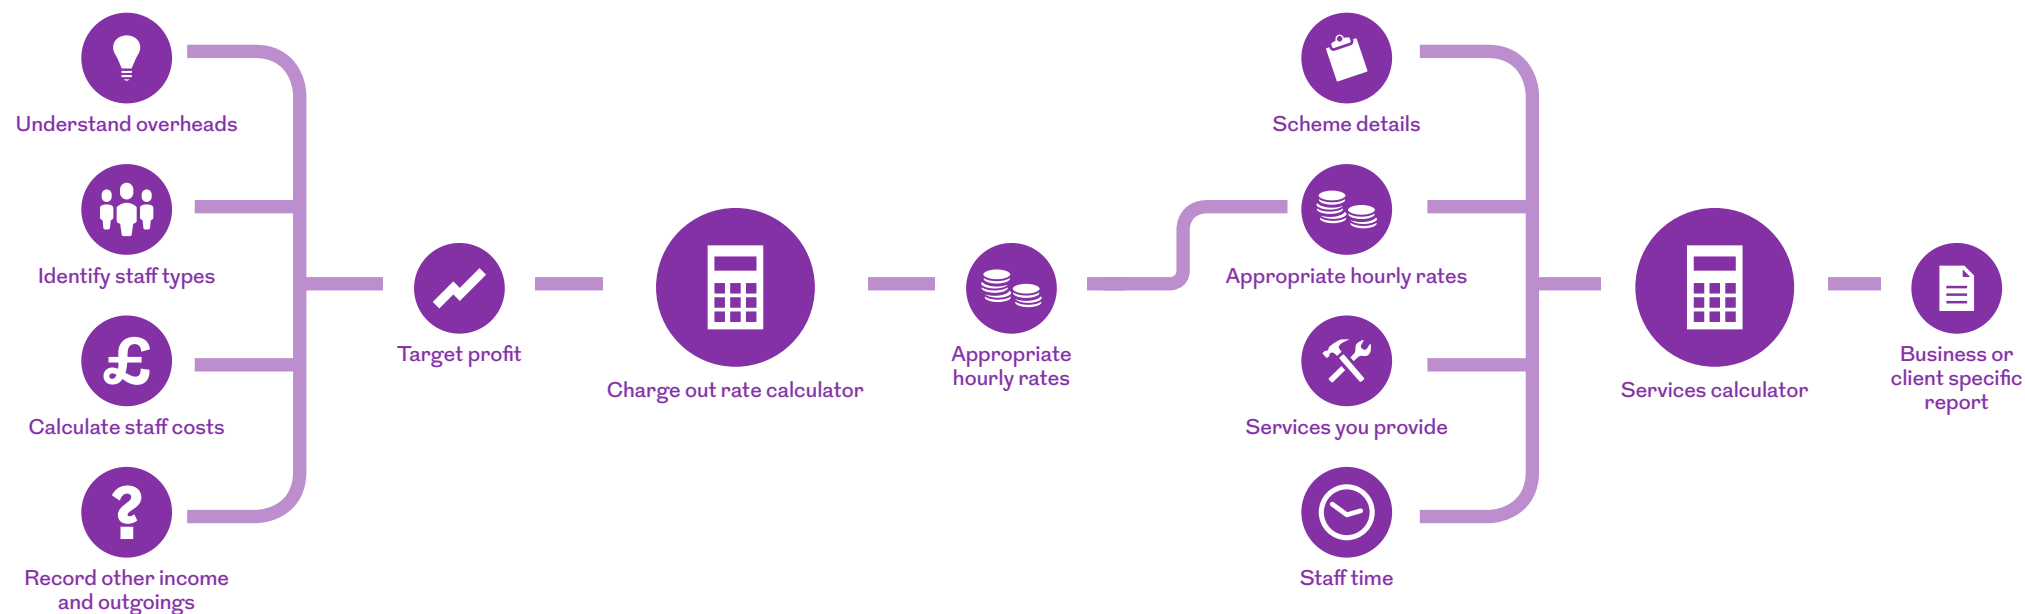 Understand overheads
Identify staff types
Calculate staff costs
Record other income
and outgoings
Target profit
Charge out rate calculator
Appropriate
hourly rates
Scheme details
Appropriate hourly rates
Services you provide
Staff time
Services calculator
Business or
client specific
report